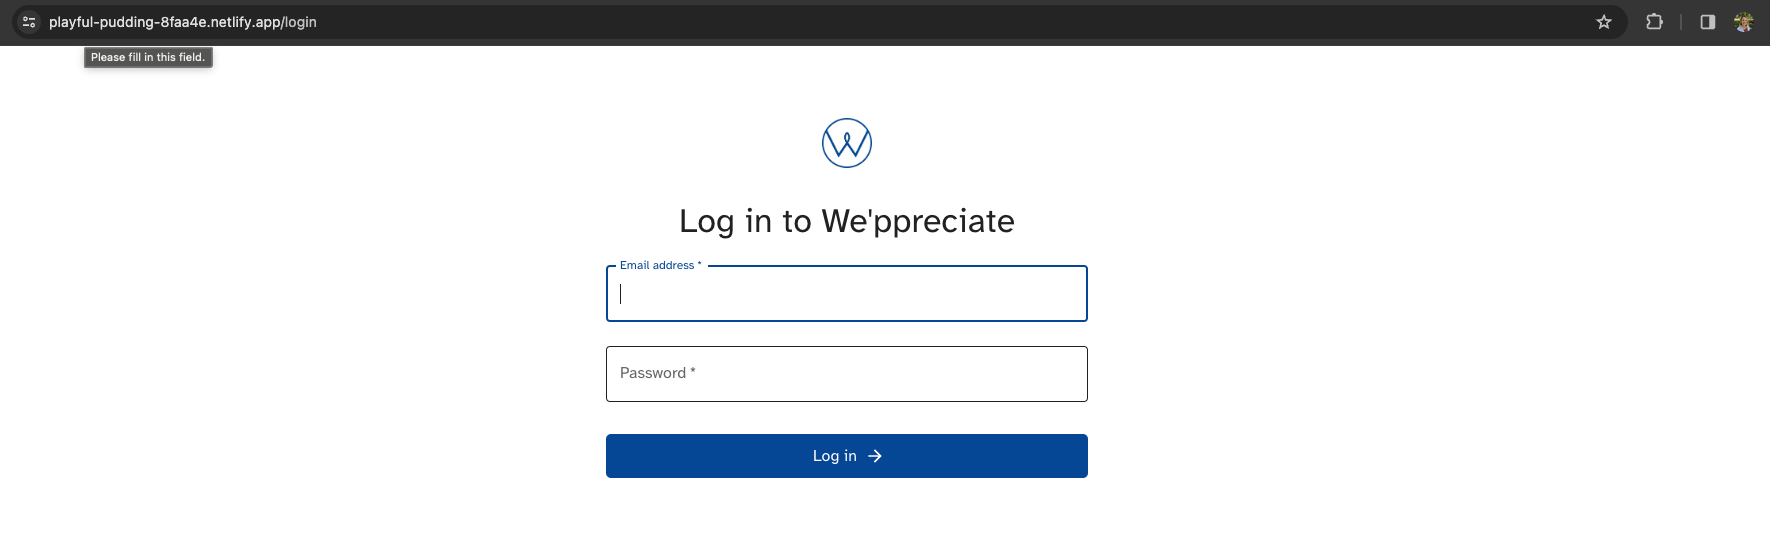 playful-pudding-8faa4e.netlify.app/login
Please fill in this field.
Log in to We'ppreciate
Email address *
Password *
Log in